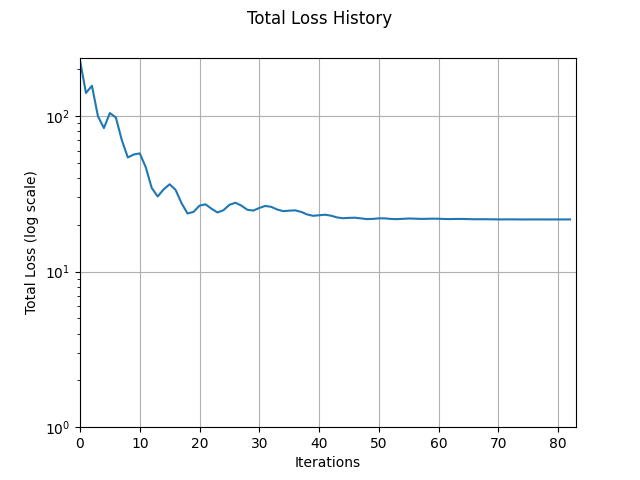 Total Loss History
Total Loss (log scale)
10²
10¹
10⁰
0 10 20 30 40 50 60 70 80
Iterations